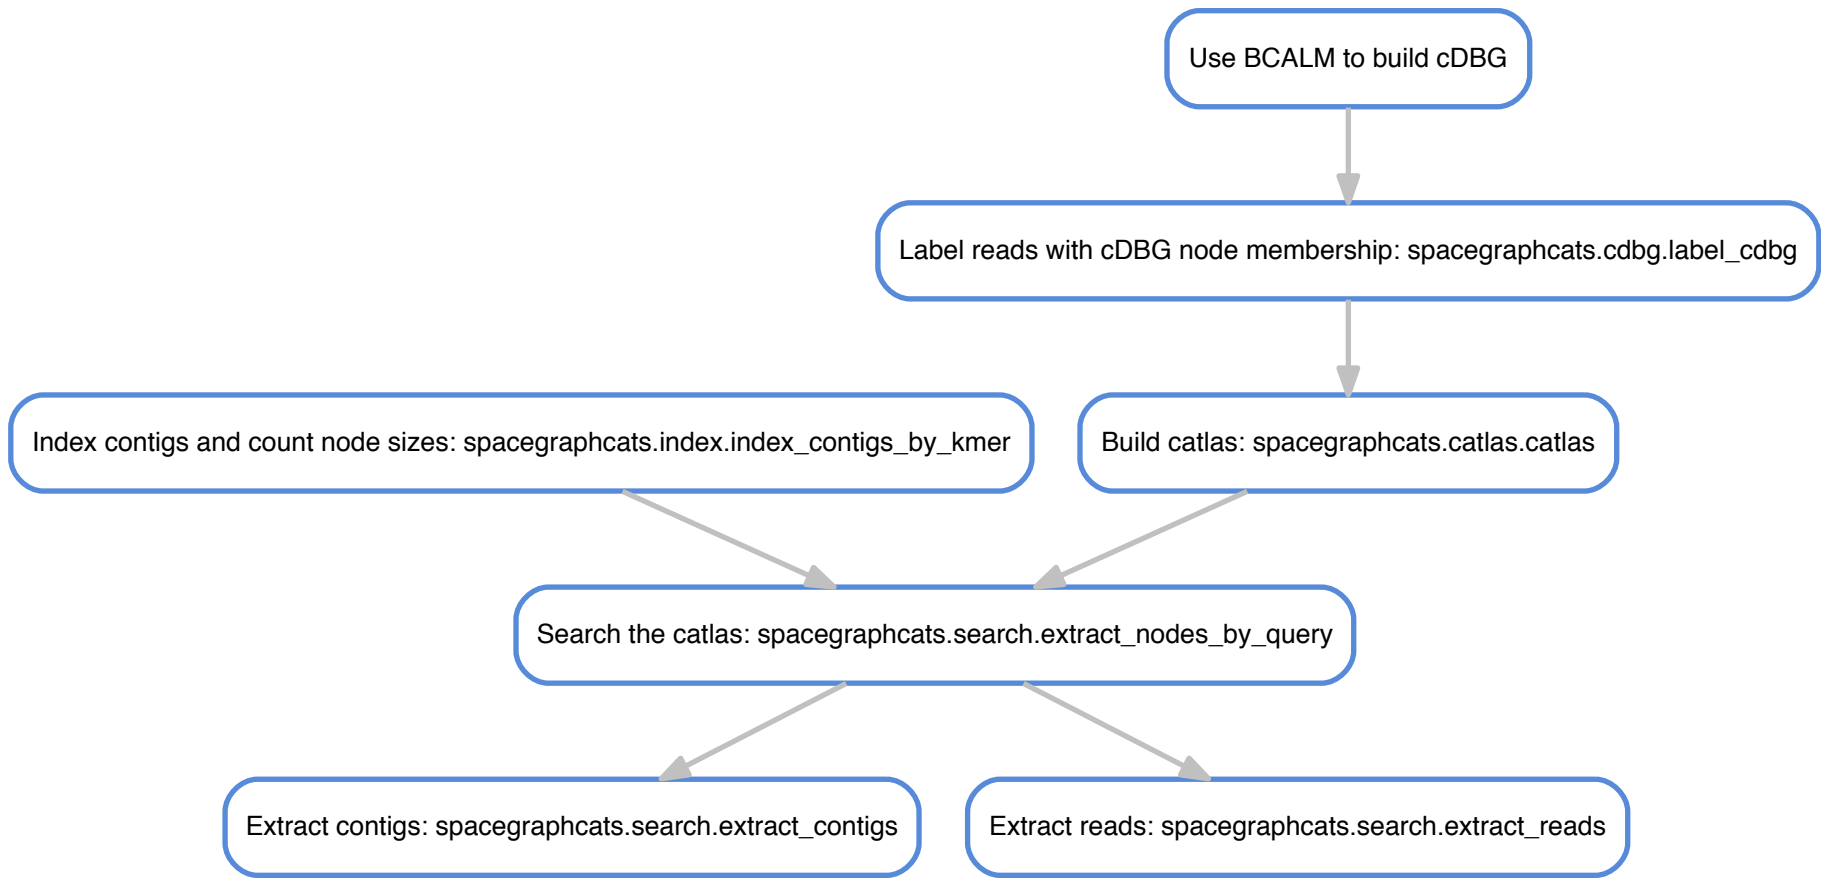 Use BCALM to build cDBG
Label reads with cDBG node membership: spacegraphcats.cdbg.label_cdbg
Index contigs and count node sizes: spacegraphcats.index.index_contigs_by_kmer
Build catlas: spacegraphcats.catlas.catlas
Search the catlas: spacegraphcats.search.extract_nodes_by_query
Extract contigs: spacegraphcats.search.extract_contigs
Extract reads: spacegraphcats.search.extract_reads